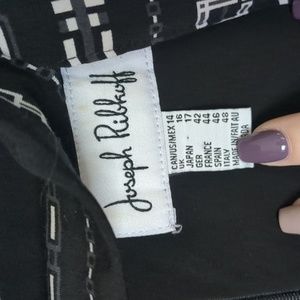 Joseph Ribkoff
CAN/US/MEX 14
UK 16
JAPAN 17
GER 42
FRANCE 44
SPAIN 46
ITALY 48
MADE IN/FAIT AU